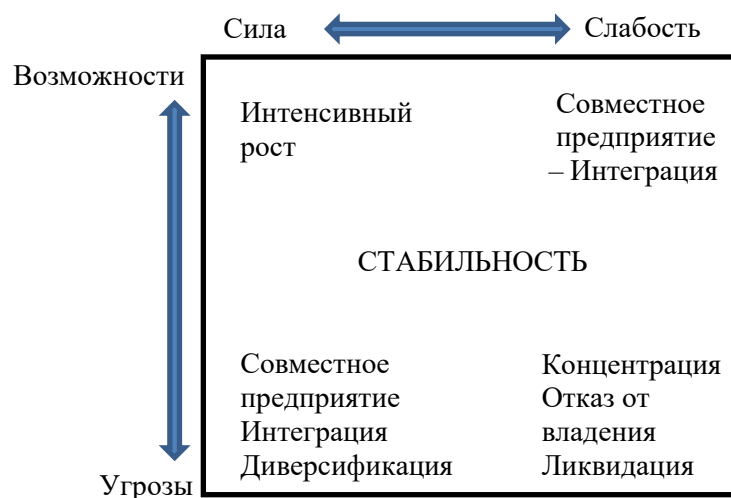 Сила
Слабость
Возможности
Интенсивный
рост
Совместное
предприятие
– Интеграция
СТАБИЛЬНОСТЬ
Совместное
предприятие
Интеграция
Диверсификация
Концентрация
Отказ от
владения
Ликвидация
Угрозы